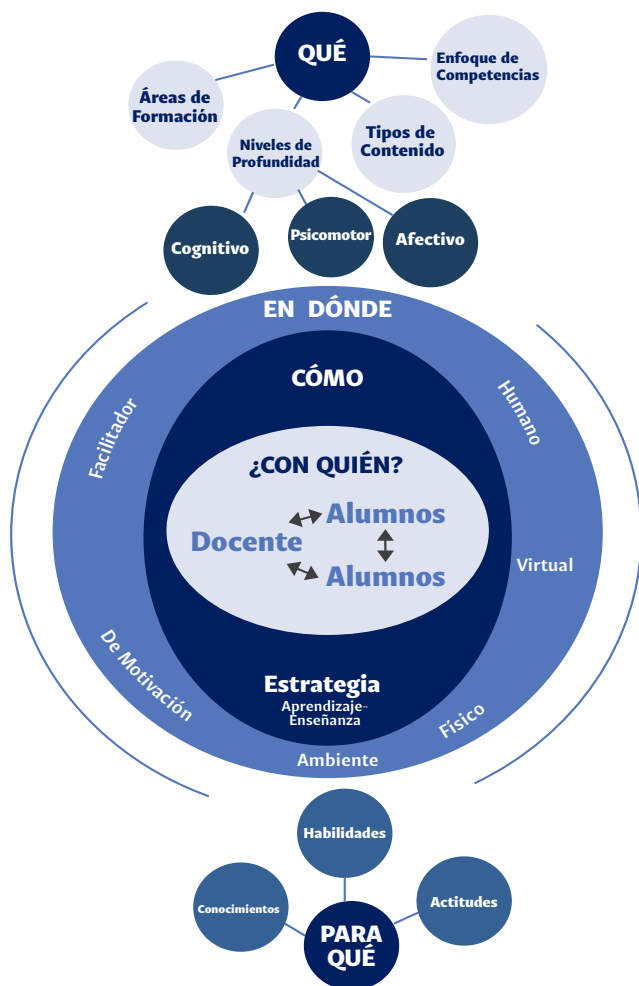 QUÉ
Enfoque de
Competencias
Áreas de
Formación
Niveles de
Profundidad
Tipos de
Contenido
Cognitivo
Psicomotor
Afectivo
EN DÓNDE
CÓMO
Facilitador
Humano
¿CON QUIÉN?
Alumnos
Docente
Alumnos
Virtual
De Motivación
Estrategia
Aprendizaje-
Enseñanza
Físico
Ambiente
Habilidades
Conocimientos
Actitudes
PARA
QUÉ